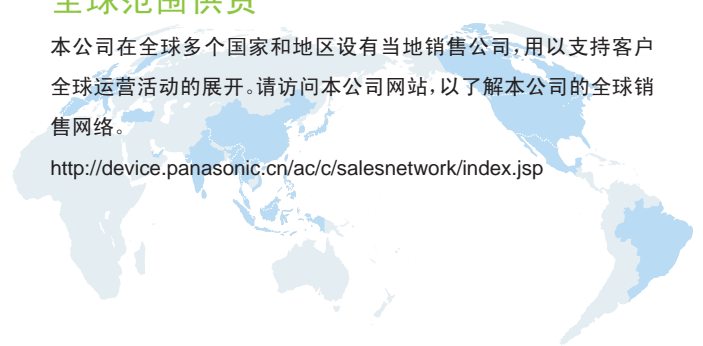 全球范围供货
本公司在全球多个国家和地区设有当地销售公司，用以支持客户
全球运营活动的展开。请访问本公司网站，以了解本公司的全球销
售网络。
http://device.panasonic.cn/ac/c/salesnetwork/index.jsp